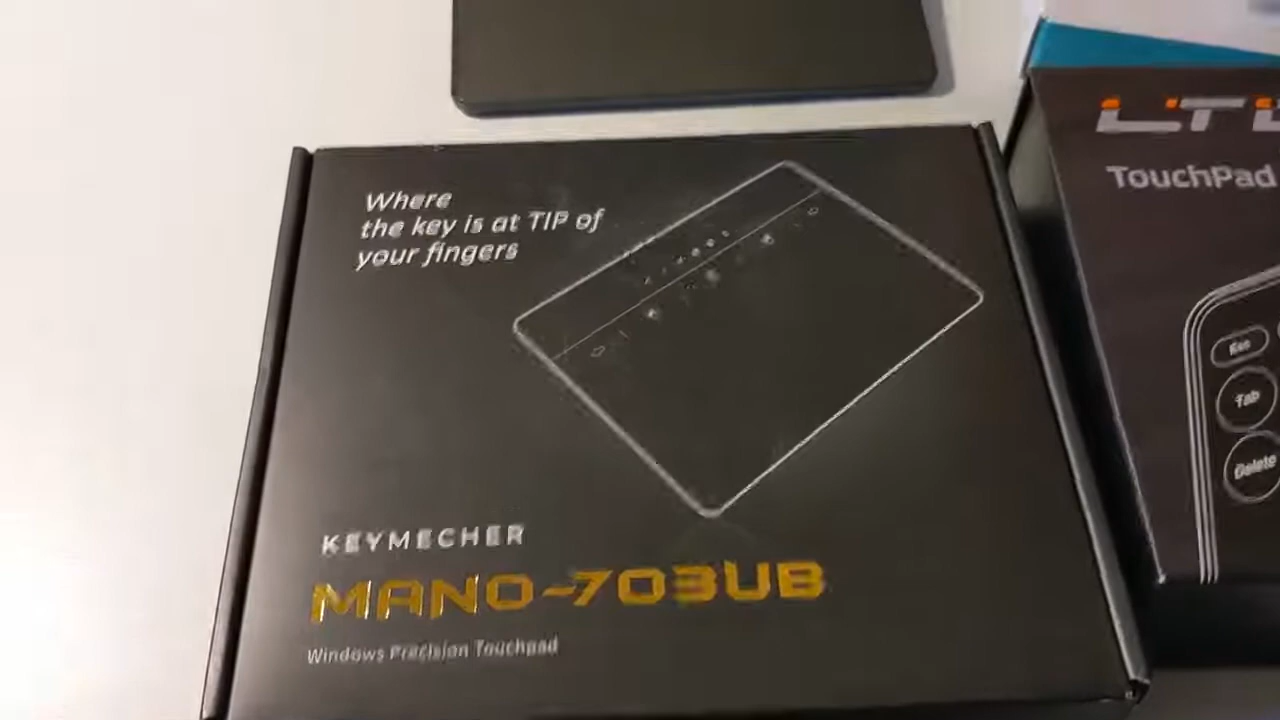 Where
the key is at TIP of
your fingers
KEYMECHER
MANO-703UB
Windows Precision Touchpad
TouchPad
Esc
Tab
Delete